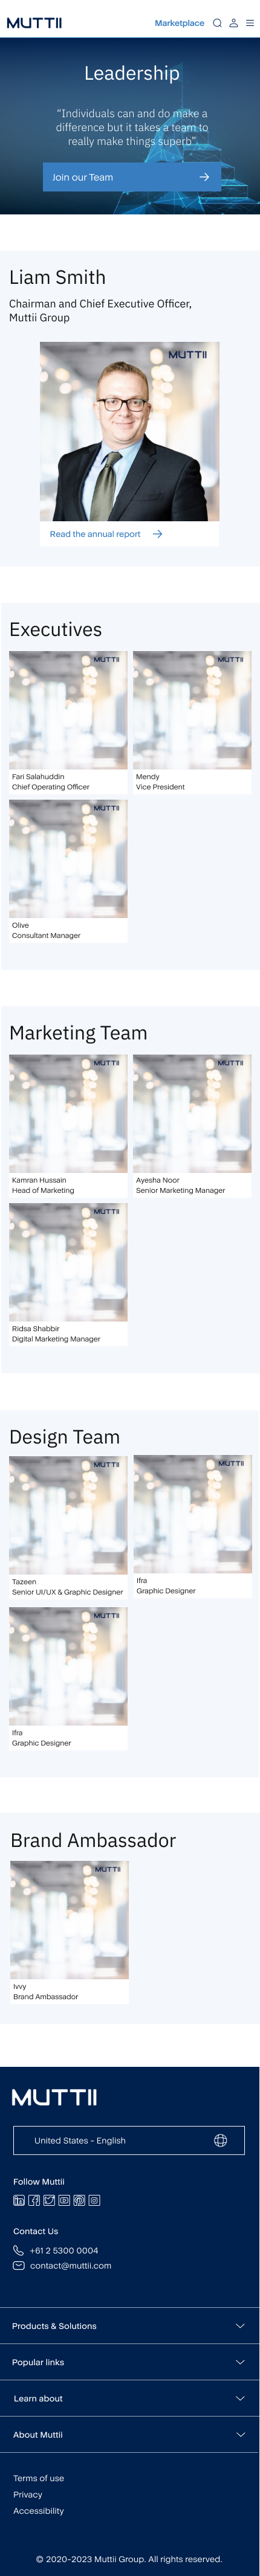 MUTTII
Marketplace
Leadership
“Individuals can and do make a
difference but it takes a team to
really make things superb”.
Join our Team
Liam Smith
Chairman and Chief Executive Officer,
Muttii Group
MUTTII
Read the annual report
Executives
MUTTII
MUTTII
Fari Salahuddin
Chief Operating Officer
Mendy
Vice President
MUTTII
Olive
Consultant Manager
Marketing Team
MUTTII
MUTTII
Kamran Hussain
Head of Marketing
Ayesha Noor
Senior Marketing Manager
MUTTII
Ridsa Shabbir
Digital Marketing Manager
Design Team
MUTTII
MUTTII
Tazeen
Senior UI/UX & Graphic Designer
Ifra
Graphic Designer
MUTTII
Ifra
Graphic Designer
Brand Ambassador
MUTTII
Ivvy
Brand Ambassador
MUTTII
United States - English
Follow Muttii
Contact Us
+61 2 5300 0004
contact@muttii.com
Products & Solutions
Popular links
Learn about
About Muttii
Terms of use
Privacy
Accessibility
© 2020-2023 Muttii Group. All rights reserved.